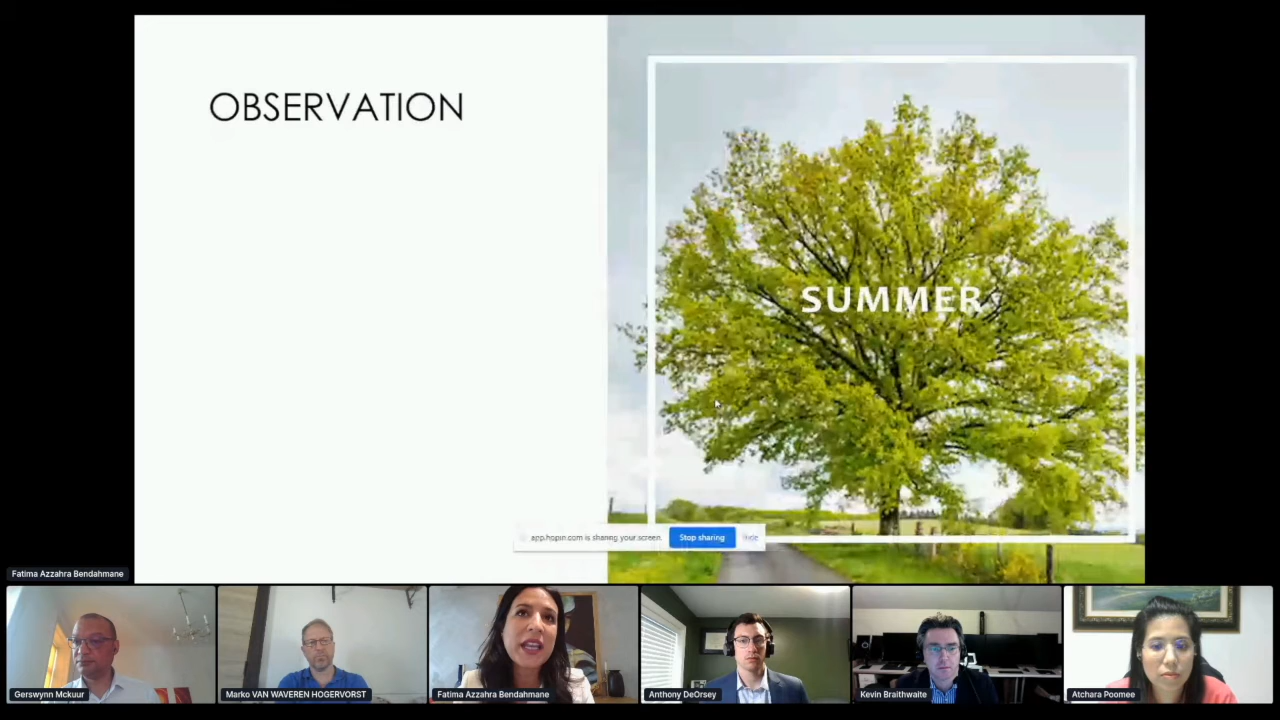 OBSERVATION
SUMMER
app.hopin.com is sharing your screen.
Stop sharing
Hide
Fatima Azzahra Bendahmane
Gerswynn Mckuur
Marko VAN WAVEREN HOGERVORST
Fatima Azzahra Bendahmane
Anthony DeOrsey
Kevin Braithwaite
Atchara Poomee